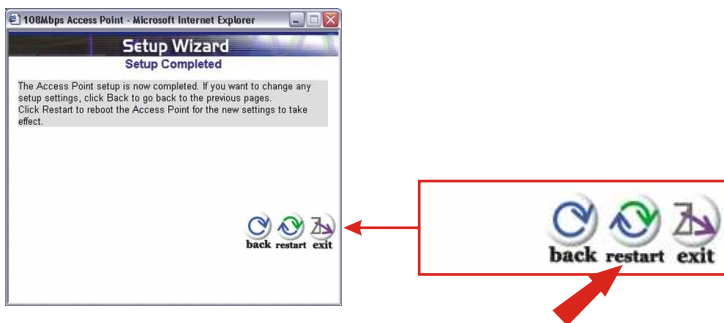 108Mbps Access Point - Microsoft Internet Explorer
Setup Wizard
Setup Completed
The Access Point setup is now completed. If you want to change any
setup settings, click Back to go back to the previous pages.
Click Restart to reboot the Access Point for the new settings to take
effect.
back restart exit
back restart exit